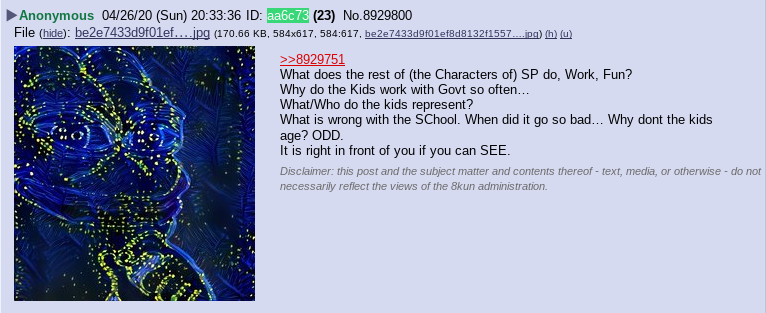 ▶Anonymous 04/26/20 (Sun) 20:33:36 ID: aa6c73 (23) No.8929800
File (hide): be2e7433d9f01ef….jpg (170.66 KB, 584x617, 584:617, be2e7433d9f01ef8d8132f1557….jpg) (h) (u)
>>8929751
What does the rest of (the Characters of) SP do, Work, Fun?
Why do the Kids work with Govt so often…
What/Who do the kids represent?
What is wrong with the SChool. When did it go so bad… Why dont the kids
age? ODD.
It is right in front of you if you can SEE.
Disclaimer: this post and the subject matter and contents thereof - text, media, or otherwise - do not
necessarily reflect the views of the 8kun administration.